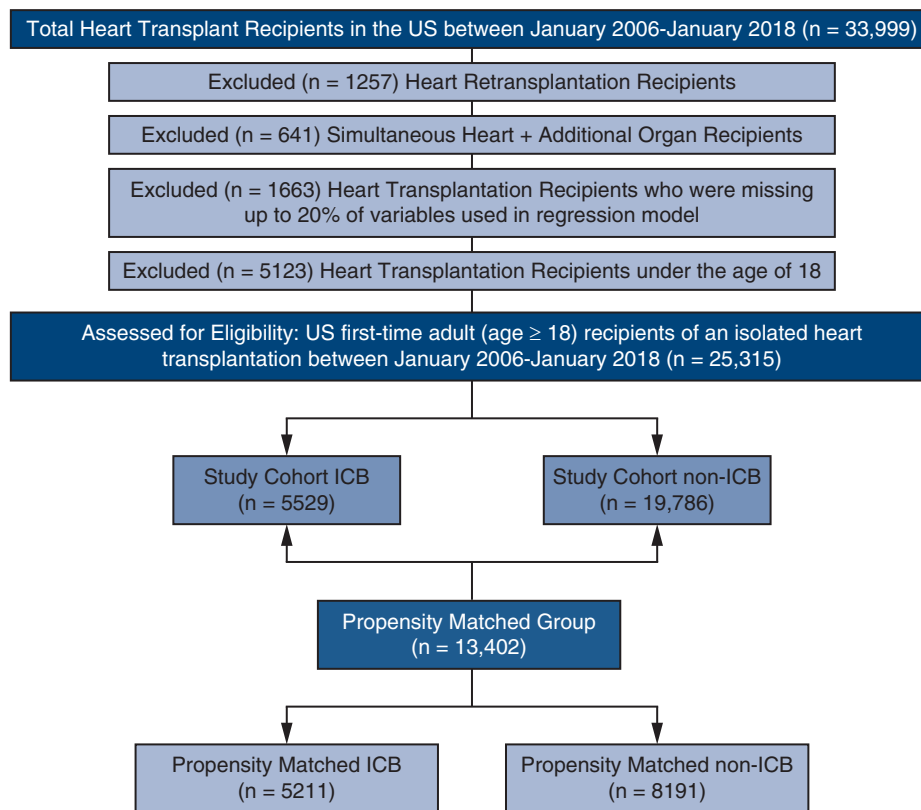 Total Heart Transplant Recipients in the US between January 2006-January 2018 (n = 33,999)
Excluded (n = 1257) Heart Retransplantation Recipients
Excluded (n = 641) Simultaneous Heart + Additional Organ Recipients
Excluded (n = 1663) Heart Transplantation Recipients who were missing
up to 20% of variables used in regression model
Excluded (n = 5123) Heart Transplantation Recipients under the age of 18
Assessed for Eligibility: US first-time adult (age ≥ 18) recipients of an isolated heart
transplantation between January 2006-January 2018 (n = 25,315)
Study Cohort ICB
(n = 5529)
Study Cohort non-ICB
(n = 19,786)
Propensity Matched Group
(n = 13,402)
Propensity Matched ICB
(n = 5211)
Propensity Matched non-ICB
(n = 8191)